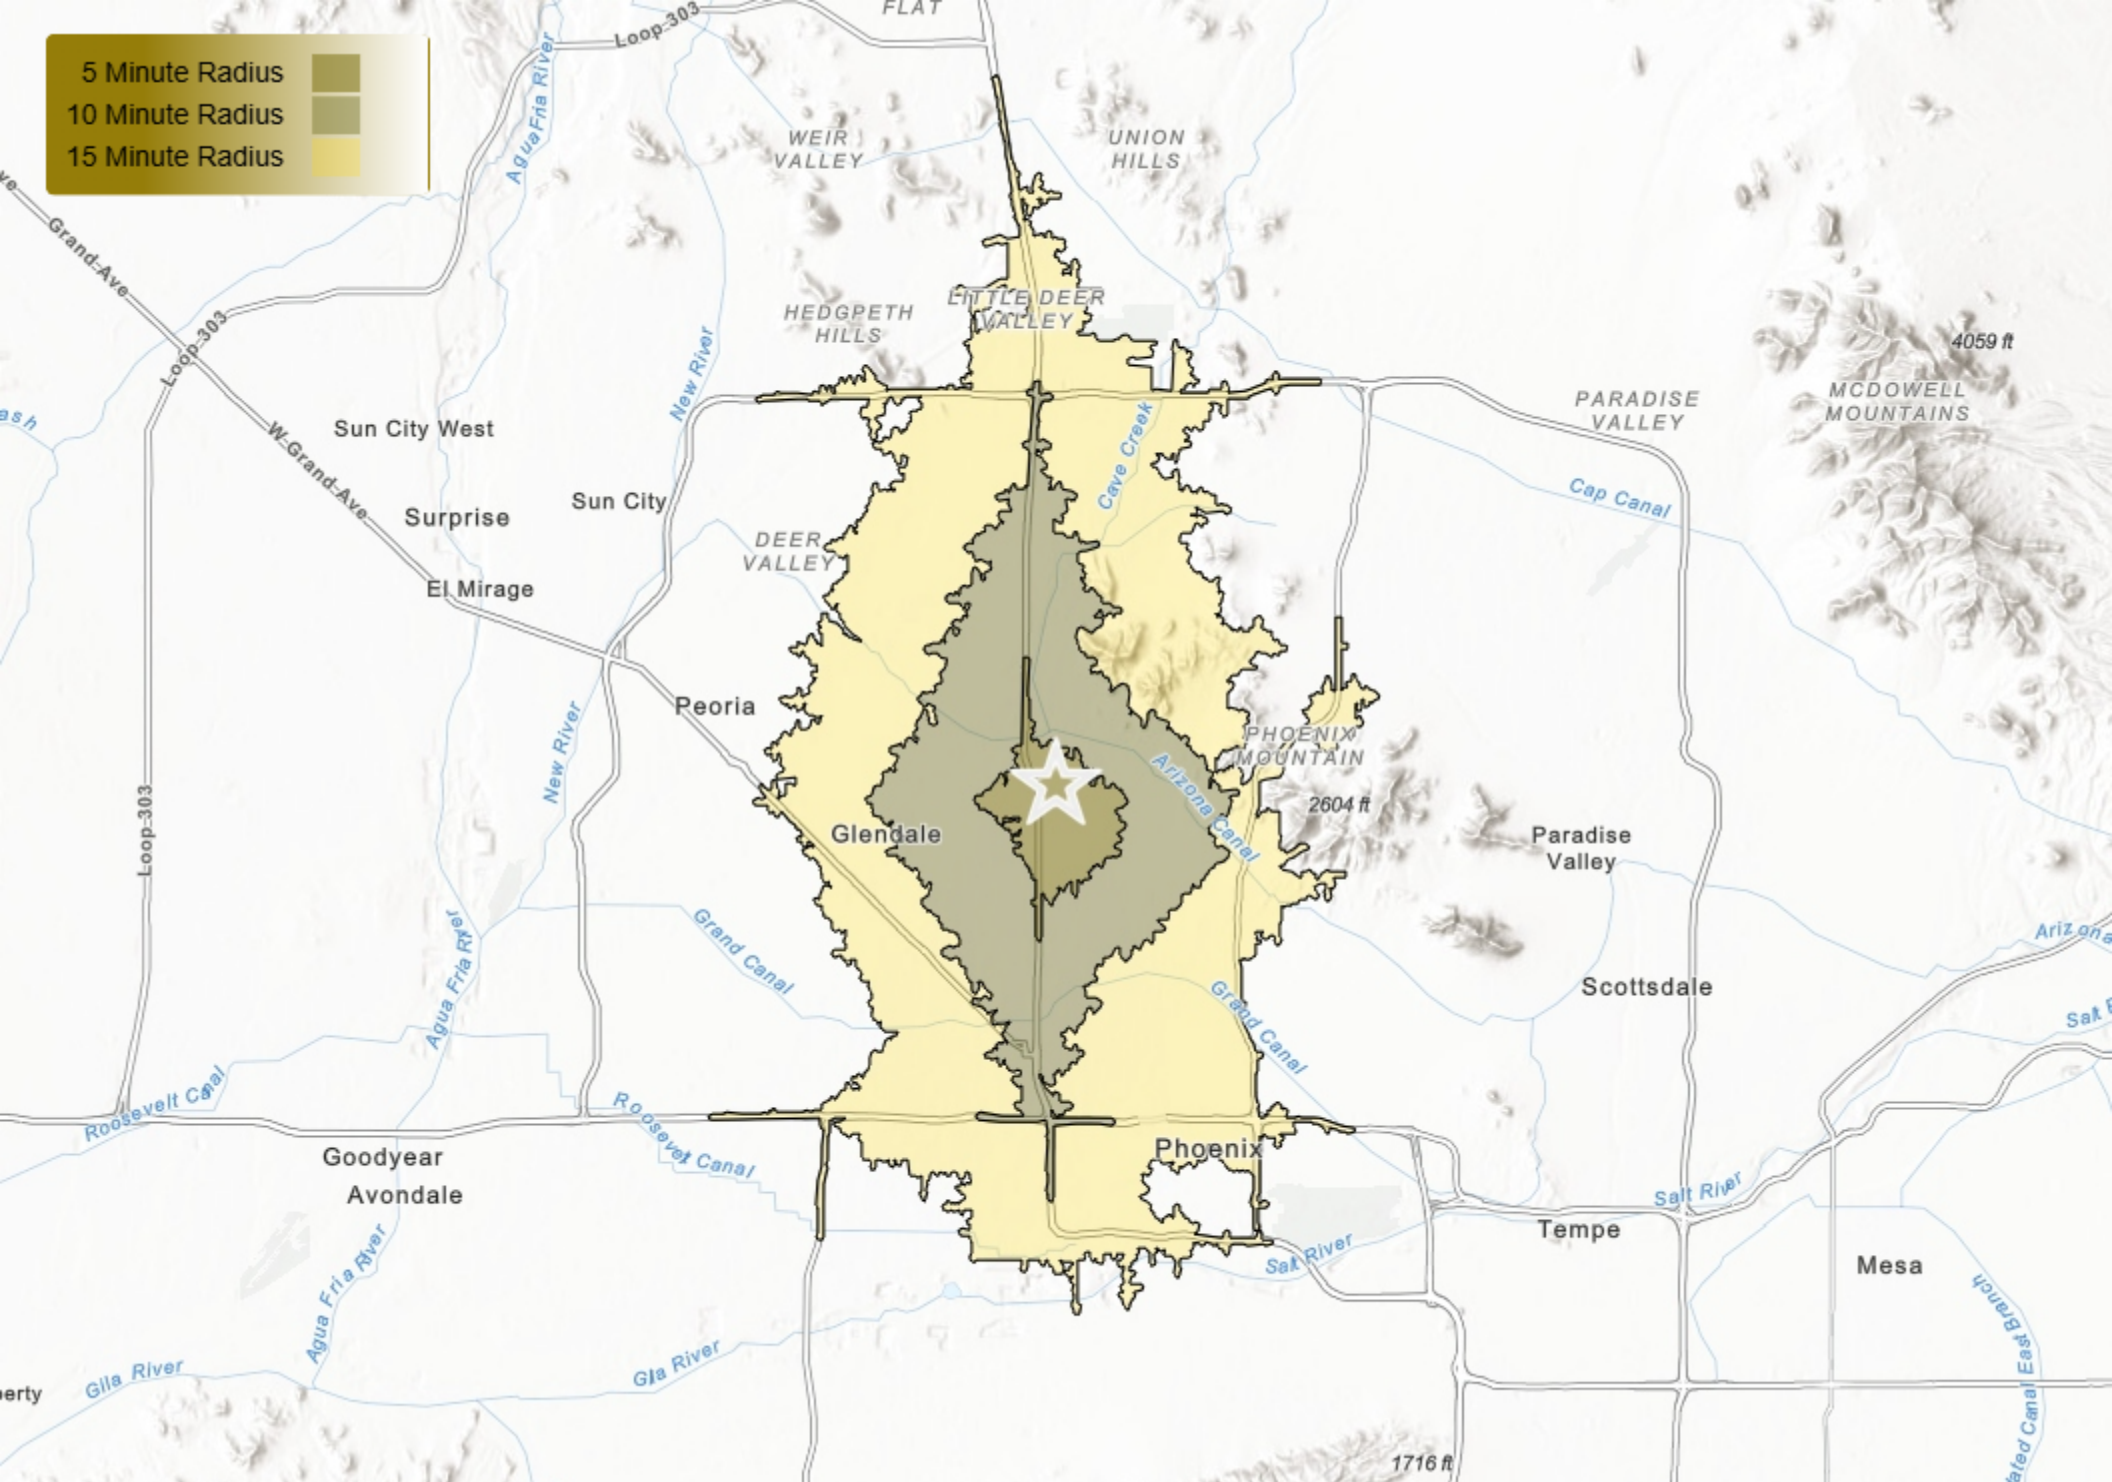 FLAT
Loop 303
5 Minute Radius
10 Minute Radius
15 Minute Radius
Agua Fria River
WEIR
VALLEY
UNION
HILLS
Grand Ave
LITTLE DEER
VALLEY
HEDGPETH
HILLS
Loop 303
New River
4059 ft
PARADISE
VALLEY
MCDOWELL
MOUNTAINS
Sun City West
W Grand Ave
Cave Creek
Sun City
Cap Canal
Surprise
DEER
VALLEY
El Mirage
Peoria
New River
PHOENIX
MOUNTAIN
Arizona Canal
2604 ft
Loop 303
Glendale
Paradise
Valley
Grand Canal
Agua Fria River
Arizona
Scottsdale
Grand Canal
Salt
Roosevelt Canal
Roosevelt Canal
Phoenix
Goodyear
Avondale
Salt River
Tempe
Salt River
Mesa
Agua Fria River
East Branch
Gila River
Gila River
erty
ated Canal
1716 ft